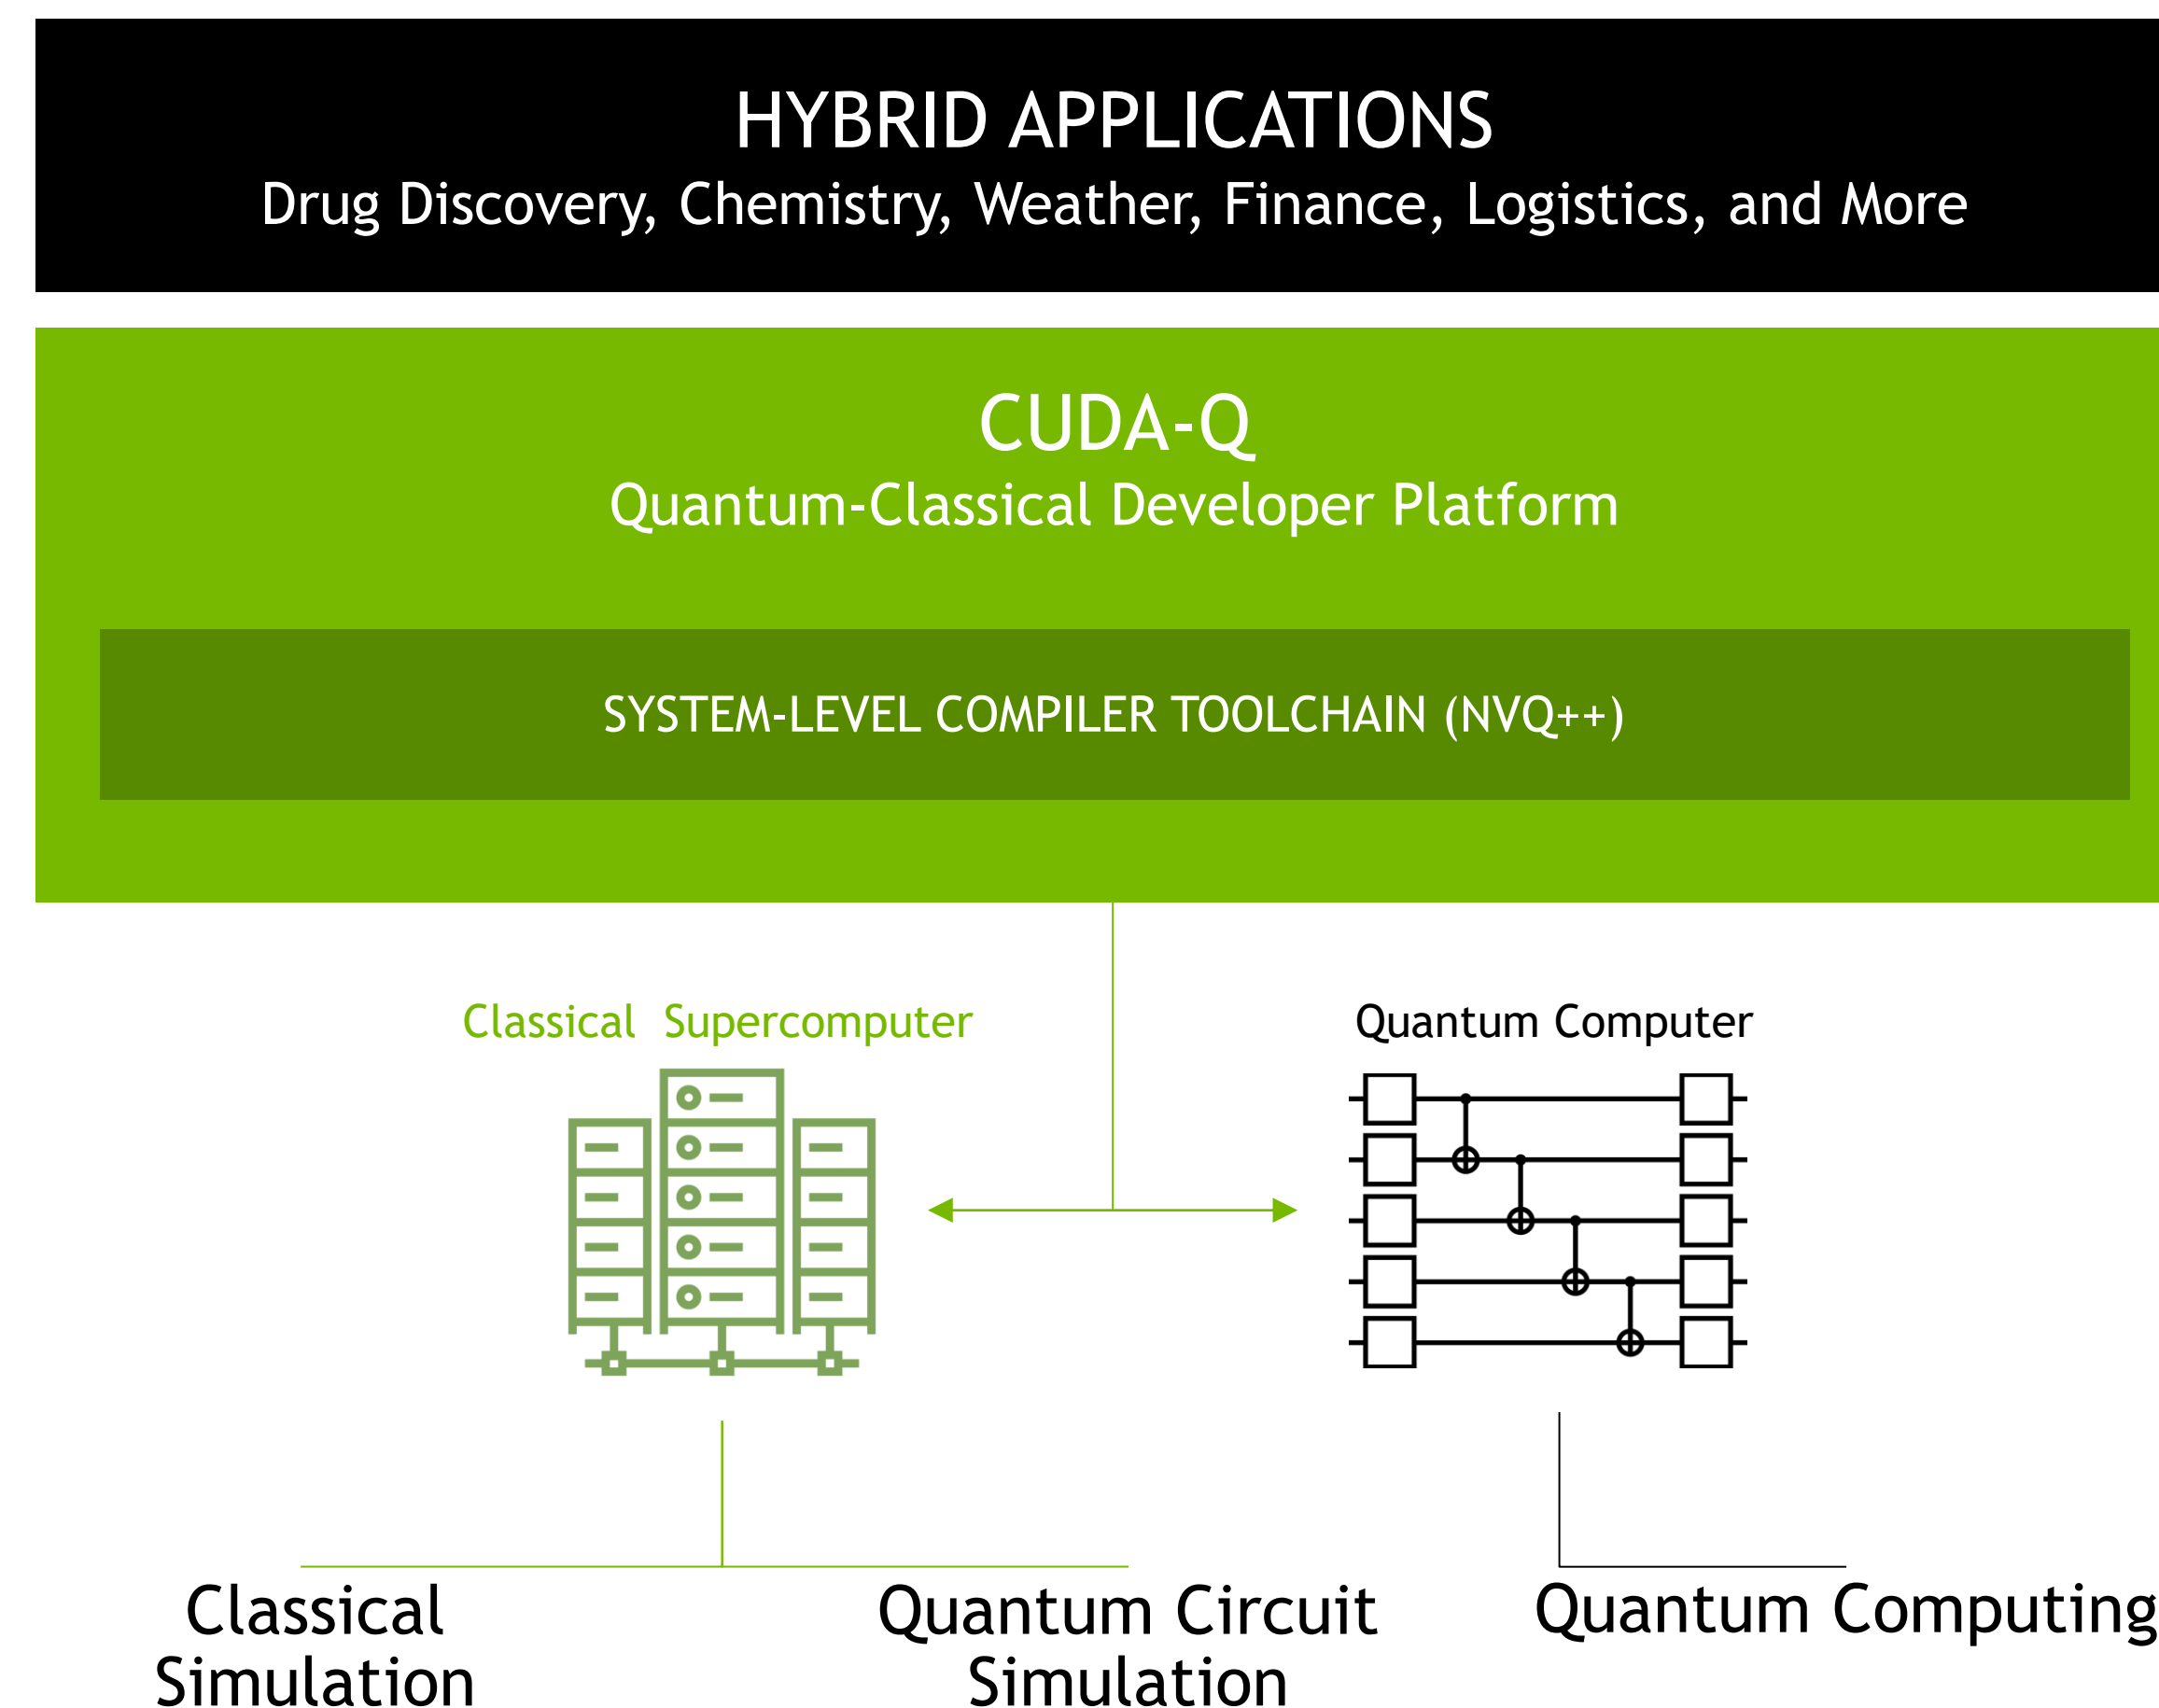 HYBRID APPLICATIONS
Drug Discovery, Chemistry, Weather, Finance, Logistics, and More
CUDA-Q
Quantum-Classical Developer Platform
SYSTEM-LEVEL COMPILER TOOLCHAIN (NVQ++)
Classical Supercomputer
Quantum Computer
Classical
Simulation
Quantum Circuit
Simulation
Quantum Computing